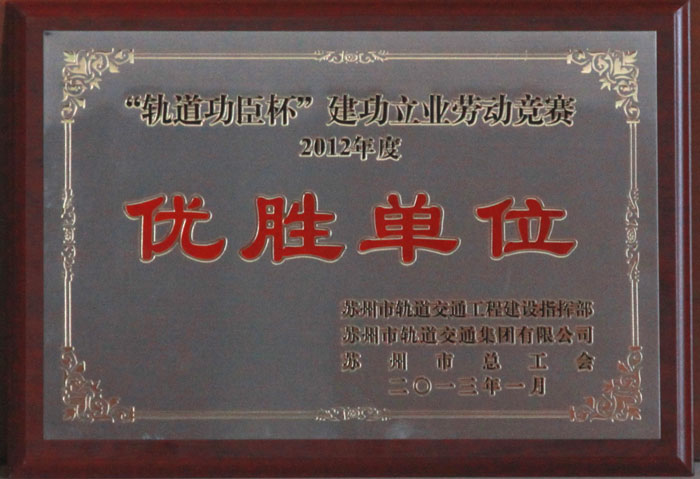 “轨道功臣杯”建功立业劳动竞赛
2012年度
优胜单位
苏州市轨道交通工程建设指挥部
苏州市轨道交通集团有限公司
苏州市总工会
二〇一三年一月